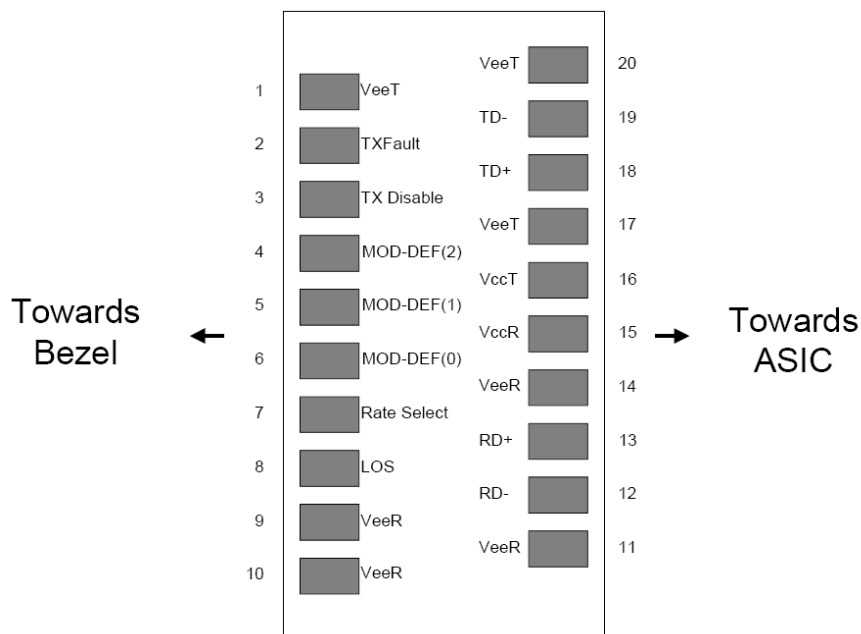 VeeT 20
1 VeeT
TD- 19
2 TXFault
TD+ 18
3 TX Disable
VeeT 17
4 MOD-DEF(2)
VccT 16
5 MOD-DEF(1)
Towards
Bezel
VccR 15
Towards
ASIC
6 MOD-DEF(0)
VeeR 14
7 Rate Select
RD+ 13
8 LOS
RD- 12
9 VeeR
VeeR 11
10 VeeR